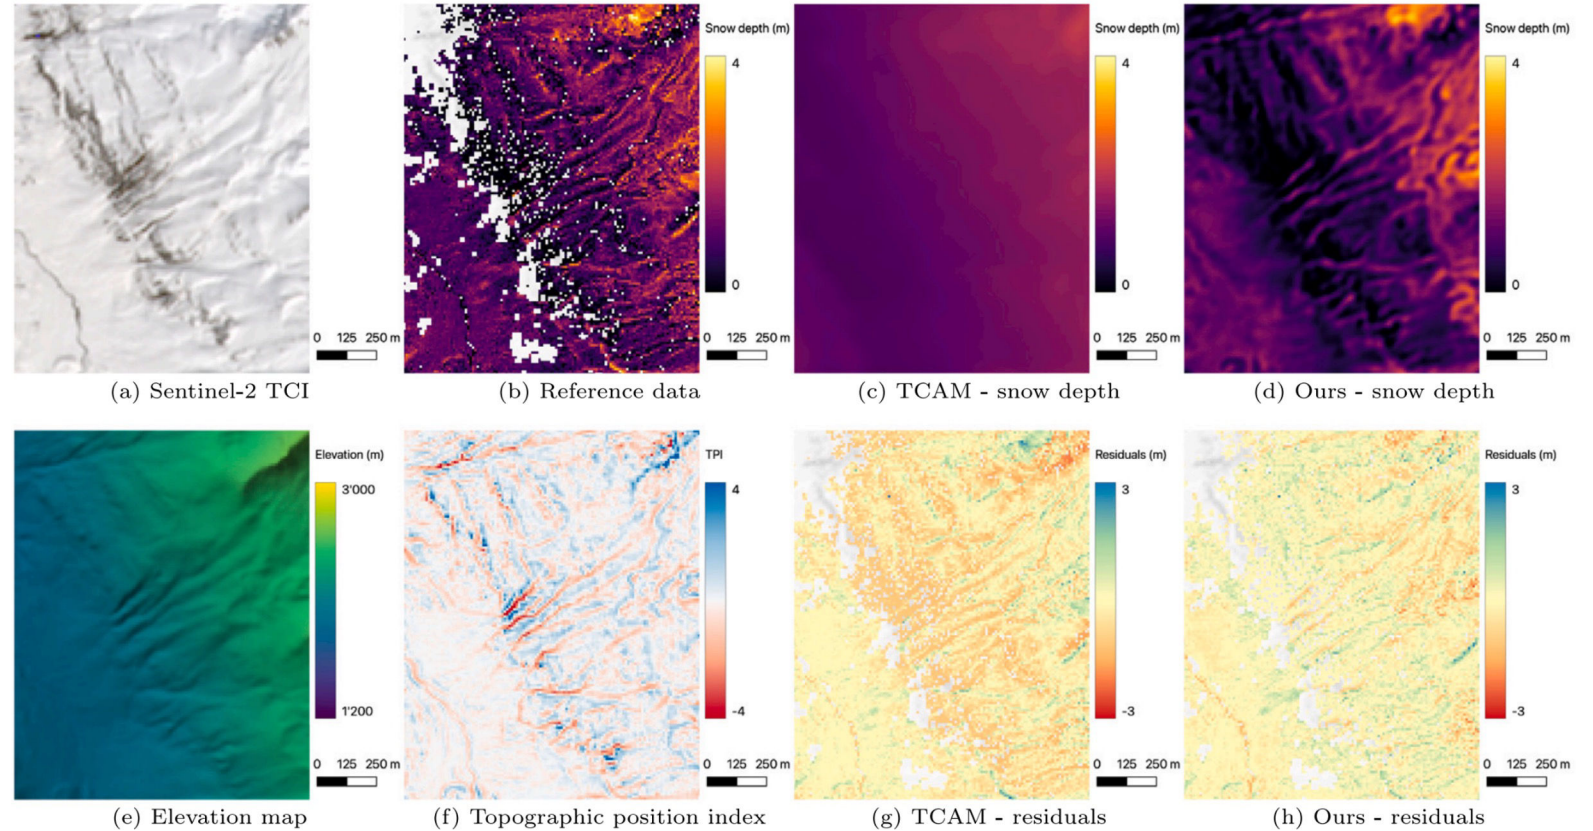 Snow depth (m)
4
0
0 125 250 m
Snow depth (m)
4
0
0 125 250 m
Snow depth (m)
4
0
0 125 250 m
0 125 250 m
(a) Sentinel-2 TCI
(b) Reference data
(c) TCAM - snow depth
(d) Ours - snow depth
Elevation (m)
3'000
1'200
0 125 250 m
TPI
4
-4
0 125 250 m
Residuals (m)
3
-3
0 125 250 m
Residuals (m)
3
-3
0 125 250 m
(e) Elevation map
(f) Topographic position index
(g) TCAM - residuals
(h) Ours - residuals